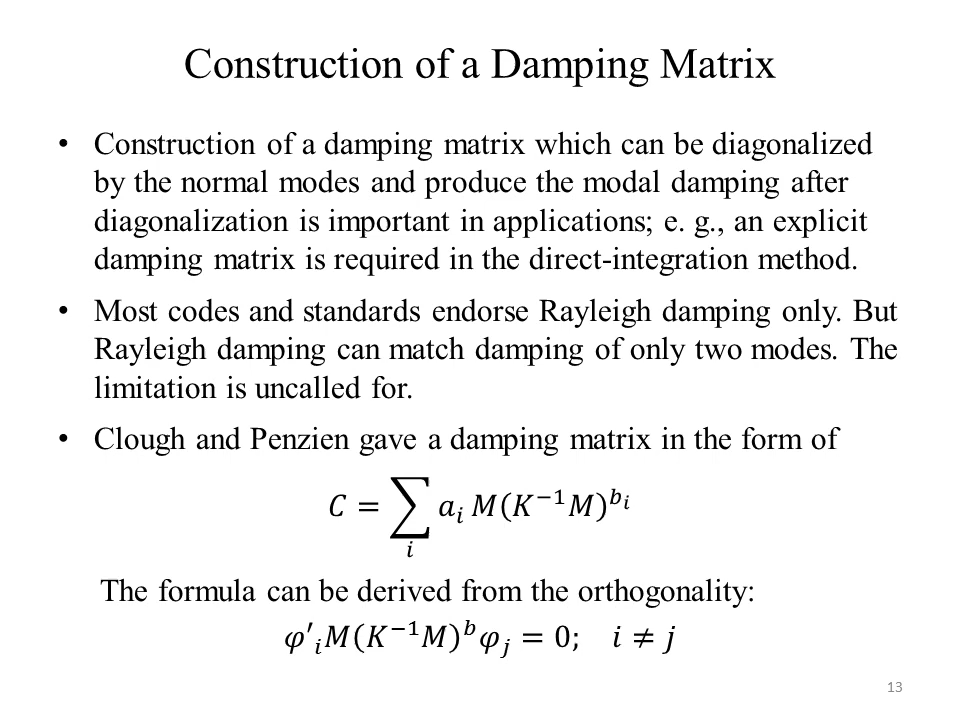 Construction of a Damping Matrix
• Construction of a damping matrix which can be diagonalized
by the normal modes and produce the modal damping after
diagonalization is important in applications; e. g., an explicit
damping matrix is required in the direct-integration method.
• Most codes and standards endorse Rayleigh damping only. But
Rayleigh damping can match damping of only two modes. The
limitation is uncalled for.
• Clough and Penzien gave a damping matrix in the form of
𝐶 = ∑_𝑖 𝑎_𝑖 𝑀(𝐾^{−1}𝑀)^{𝑏_𝑖}
The formula can be derived from the orthogonality:
𝜑′_𝑖𝑀(𝐾^{−1}𝑀)^𝑏𝜑_𝑗 = 0; 𝑖 ≠ 𝑗
13